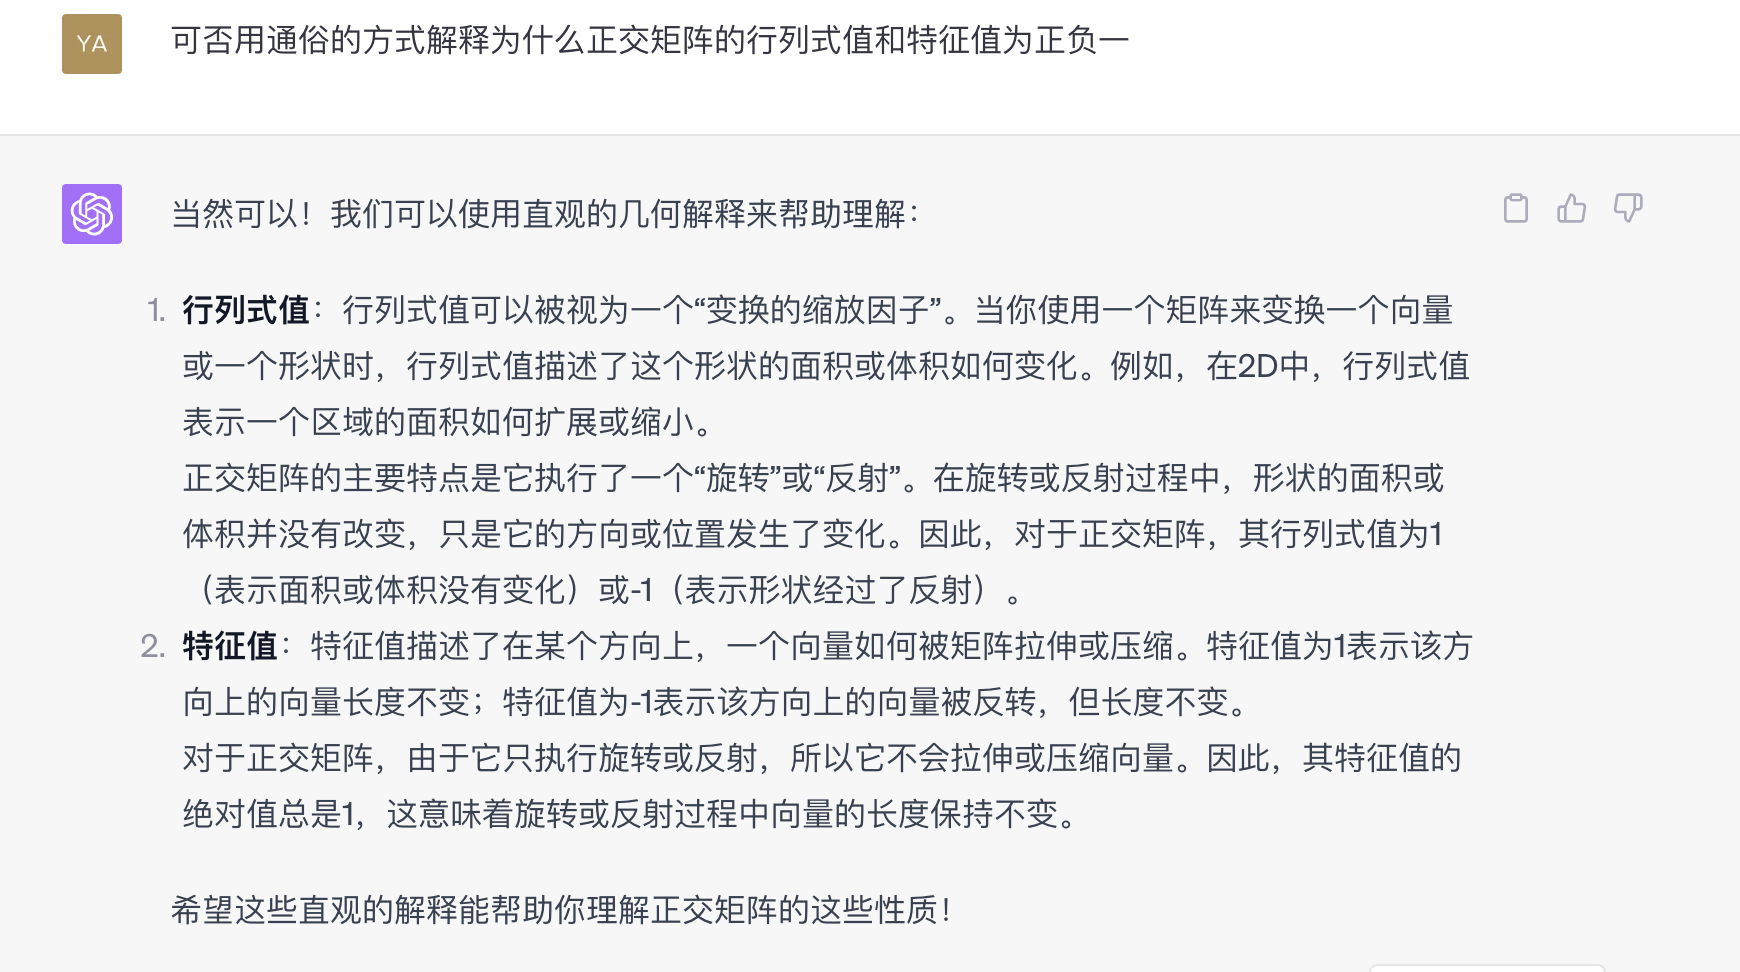 YA
可否用通俗的方式解释为什么正交矩阵的行列式值和特征值为正负一
当然可以！我们可以使用直观的几何解释来帮助理解：
1. 行列式值：行列式值可以被视为一个“变换的缩放因子”。当你使用一个矩阵来变换一个向量
或一个形状时，行列式值描述了这个形状的面积或体积如何变化。例如，在2D中，行列式值
表示一个区域的面积如何扩展或缩小。
正交矩阵的主要特点是它执行了一个“旋转”或“反射”。在旋转或反射过程中，形状的面积或
体积并没有改变，只是它的方向或位置发生了变化。因此，对于正交矩阵，其行列式值为1
（表示面积或体积没有变化）或-1（表示形状经过了反射）。
2. 特征值：特征值描述了在某个方向上，一个向量如何被矩阵拉伸或压缩。特征值为1表示该方
向上的向量长度不变；特征值为-1表示该方向上的向量被反转，但长度不变。
对于正交矩阵，由于它只执行旋转或反射，所以它不会拉伸或压缩向量。因此，其特征值的
绝对值总是1，这意味着旋转或反射过程中向量的长度保持不变。
希望这些直观的解释能帮助你理解正交矩阵的这些性质！